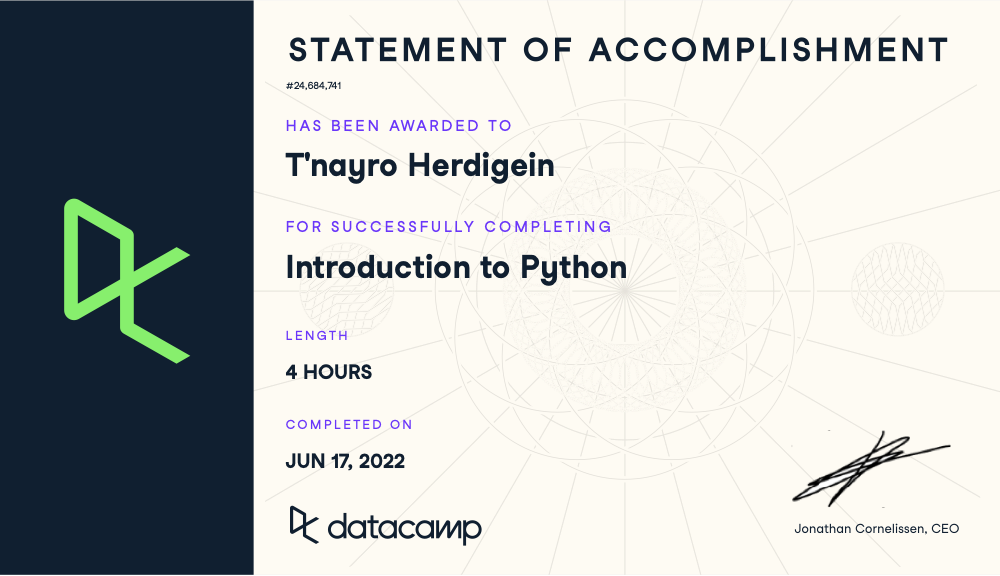 STATEMENT OF ACCOMPLISHMENT
#24,684,741
HAS BEEN AWARDED TO
T'nayro Herdigein
FOR SUCCESSFULLY COMPLETING
Introduction to Python
LENGTH
4 HOURS
COMPLETED ON
JUN 17, 2022
datacamp
Jonathan Cornelissen, CEO